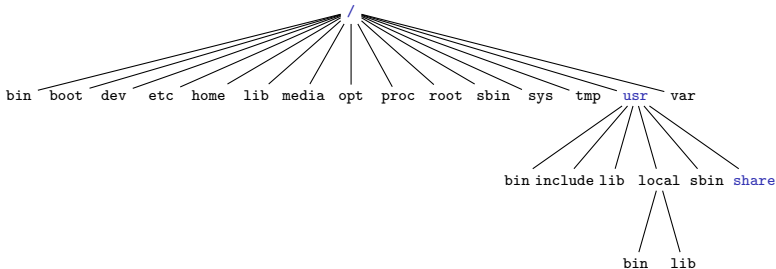 /
bin boot dev etc home lib media opt proc root sbin sys tmp usr var
bin include lib local sbin share
bin lib